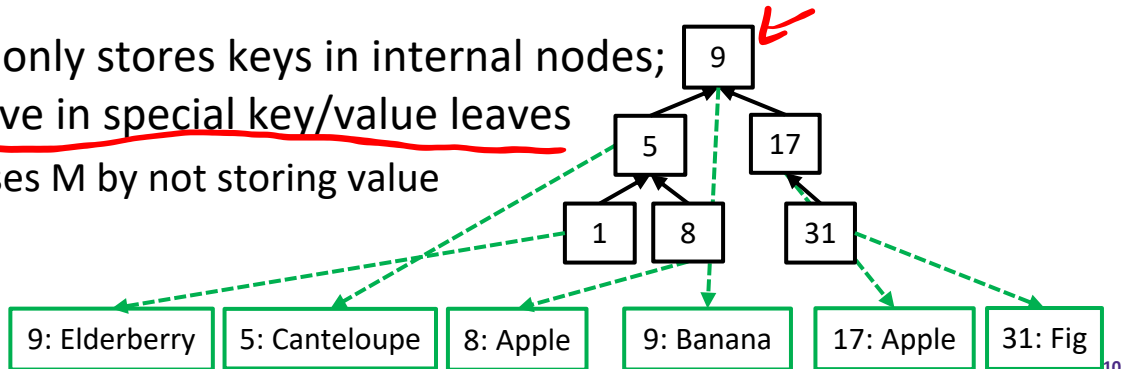 only stores keys in internal nodes;
ve in special key/value leaves
ses M by not storing value
9
5 17
1 8 31
9: Elderberry 5: Canteloupe 8: Apple 9: Banana 17: Apple 31: Fig
10